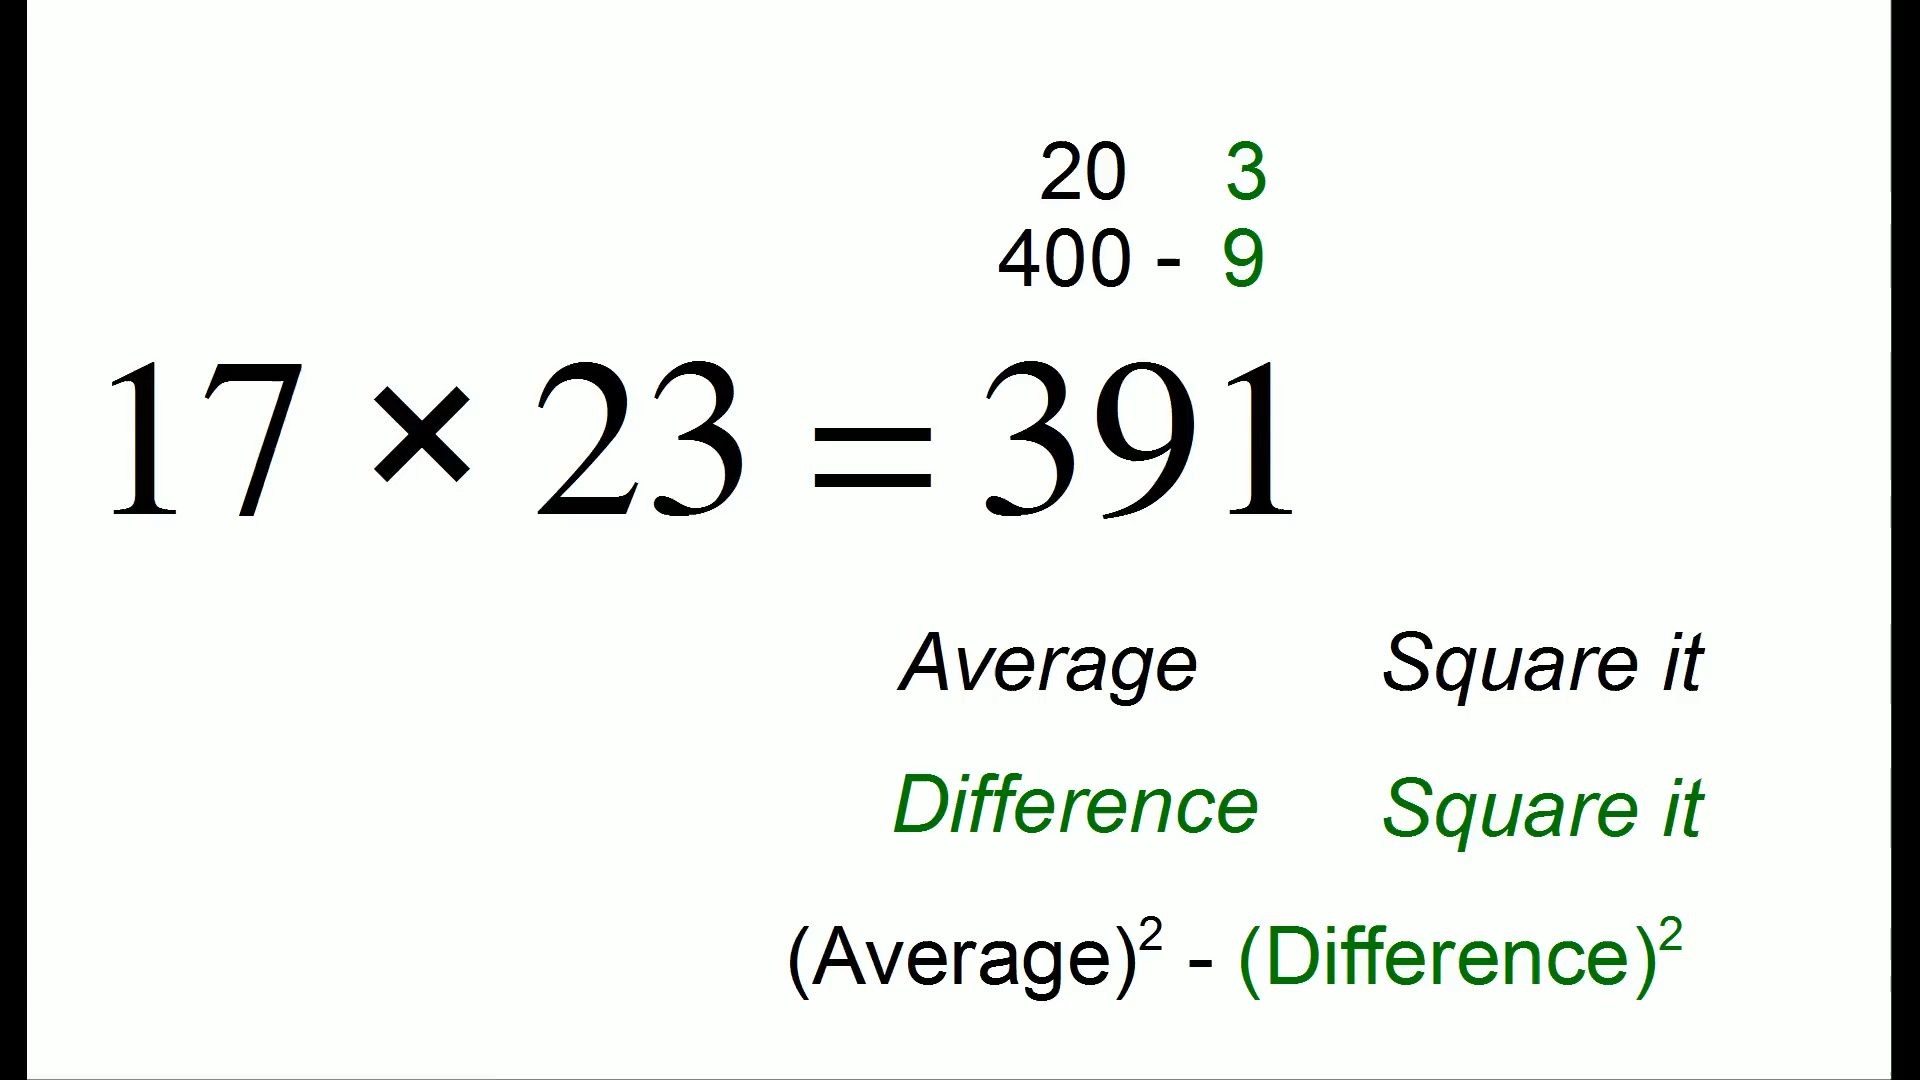 20 3
400 - 9
17 × 23 = 391
Average Square it
Difference Square it
(Average)² - (Difference)²